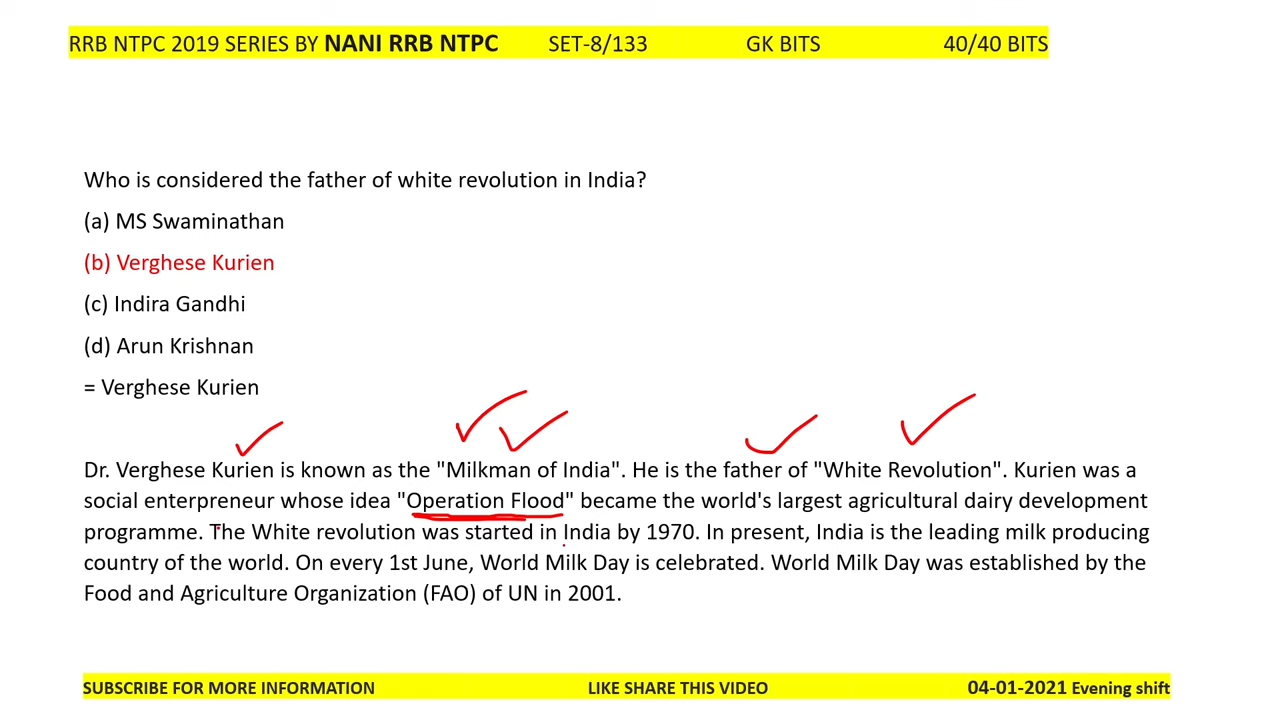 RRB NTPC 2019 SERIES BY NANI RRB NTPC SET-8/133 GK BITS 40/40 BITS
Who is considered the father of white revolution in India?
(a) MS Swaminathan
(b) Verghese Kurien
(c) Indira Gandhi
(d) Arun Krishnan
= Verghese Kurien
Dr. Verghese Kurien is known as the "Milkman of India". He is the father of "White Revolution". Kurien was a
social enterpreneur whose idea "Operation Flood" became the world's largest agricultural dairy development
programme. The White revolution was started in India by 1970. In present, India is the leading milk producing
country of the world. On every 1st June, World Milk Day is celebrated. World Milk Day was established by the
Food and Agriculture Organization (FAO) of UN in 2001.
SUBSCRIBE FOR MORE INFORMATION LIKE SHARE THIS VIDEO 04-01-2021 Evening shift